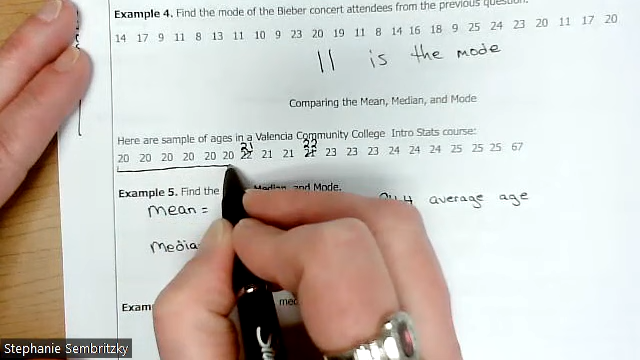 Example 4. Find the mode of the Bieber concert attendees from the previous question.
14 17 9 11 8 13 11 10 9 23 20 19 11 8 14 16 18 9 25 24 23 20 11 17 20
11 is the mode
Comparing the Mean, Median, and Mode
Here are sample of ages in a Valencia Community College Intro Stats course:
21 22
20 20 20 20 20 20 22 21 21 21 23 23 23 24 24 24 25 25 25 67
Example 5. Find the Median, and Mode.
mean = 24.4 average age
Media
Exam med
Stephanie Sembritzky